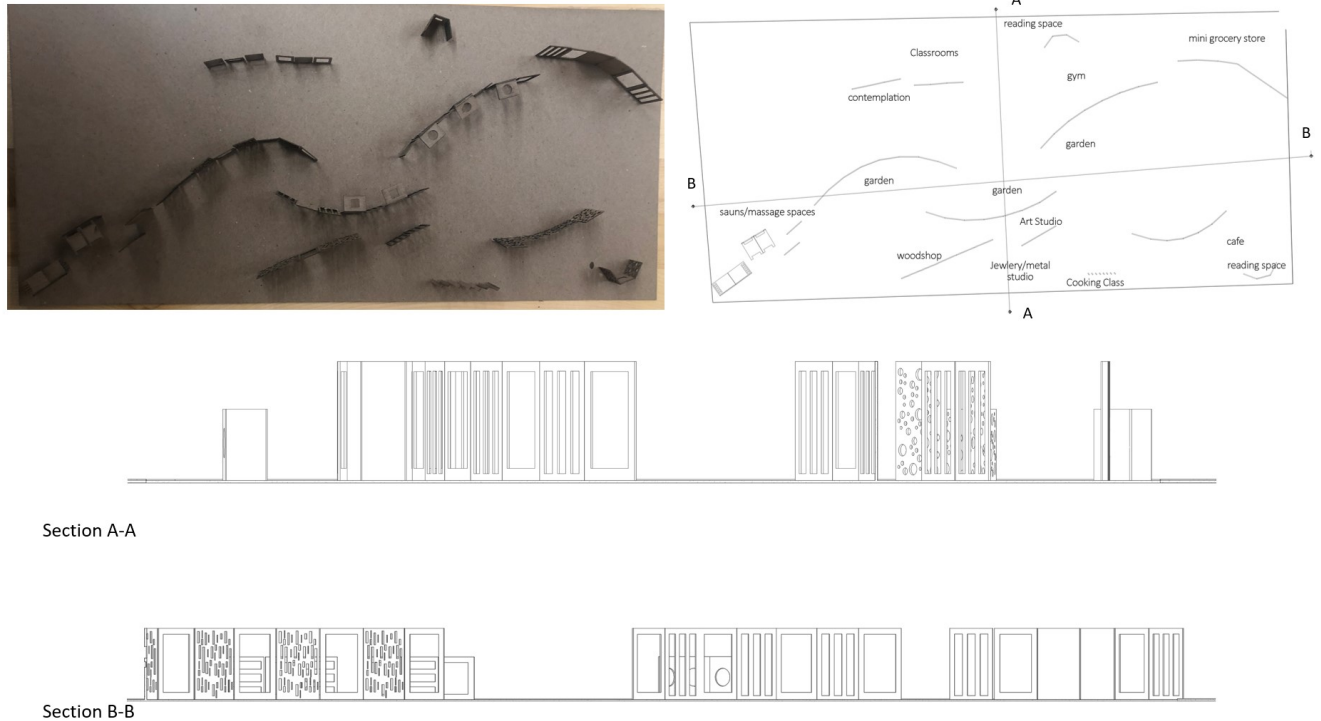 A
reading space
mini grocery store
Classrooms
gym
contemplation
B
garden
B
garden
garden
sauns/massage spaces
Art Studio
cafe
woodshop
Jewlery/metal
studio
reading space
Cooking Class
A
Section A-A
Section B-B